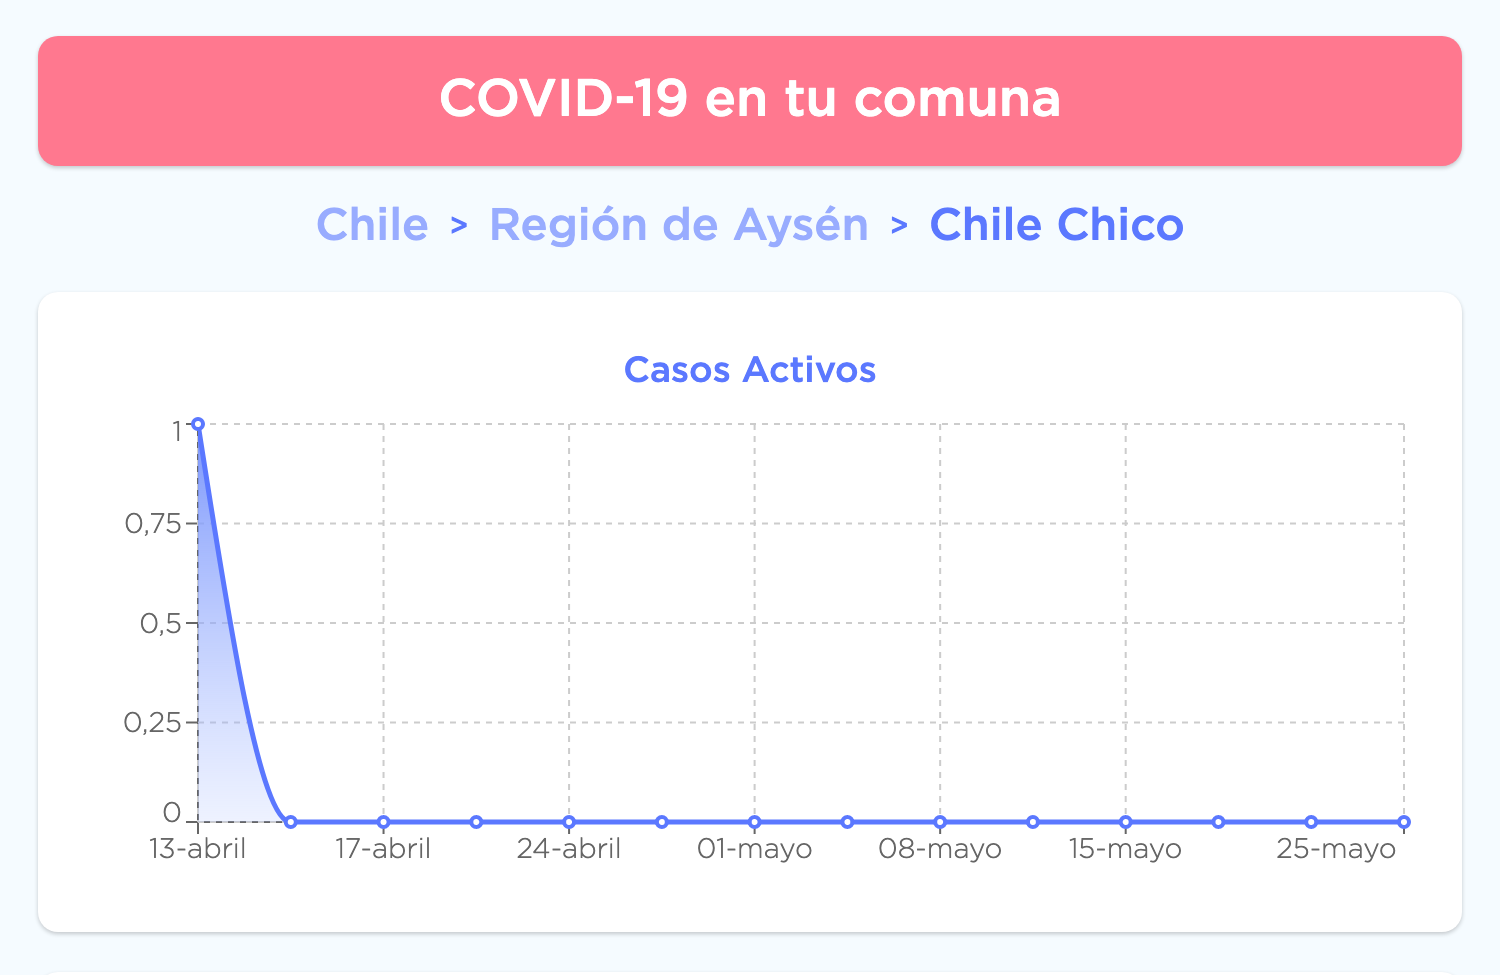 COVID-19 en tu comuna
Chile > Región de Aysén > Chile Chico
Casos Activos
1
0,75
0,5
0,25
0
13-abril 17-abril 24-abril 01-mayo 08-mayo 15-mayo 25-mayo